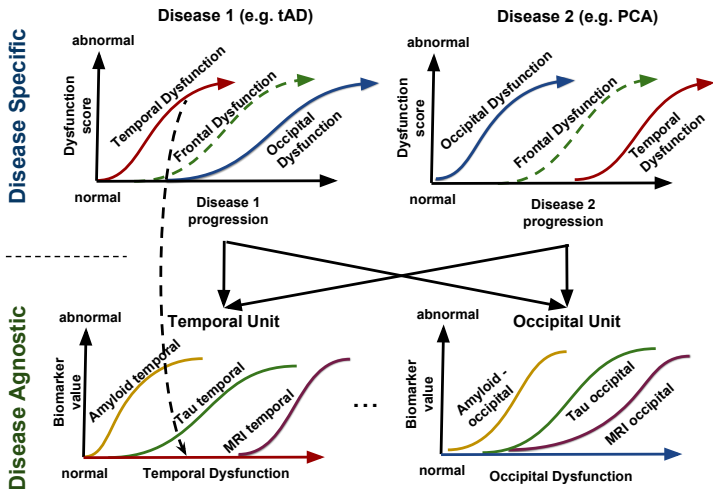 Disease Specific
Disease 1 (e.g. tAD)
abnormal
Dysfunction
score
normal
Temporal Dysfunction
Frontal Dysfunction
Occipital
Dysfunction
Disease 1
progression
Disease 2 (e.g. PCA)
abnormal
Dysfunction
score
normal
Occipital Dysfunction
Frontal Dysfunction
Temporal
Dysfunction
Disease 2
progression
Disease Agnostic
Temporal Unit
abnormal
Biomarker
value
normal
Amyloid temporal
Tau temporal
MRI temporal
Temporal Dysfunction
...
Occipital Unit
abnormal
Biomarker
value
normal
Amyloid -
occipital
Tau occipital
MRI occipital
Occipital Dysfunction